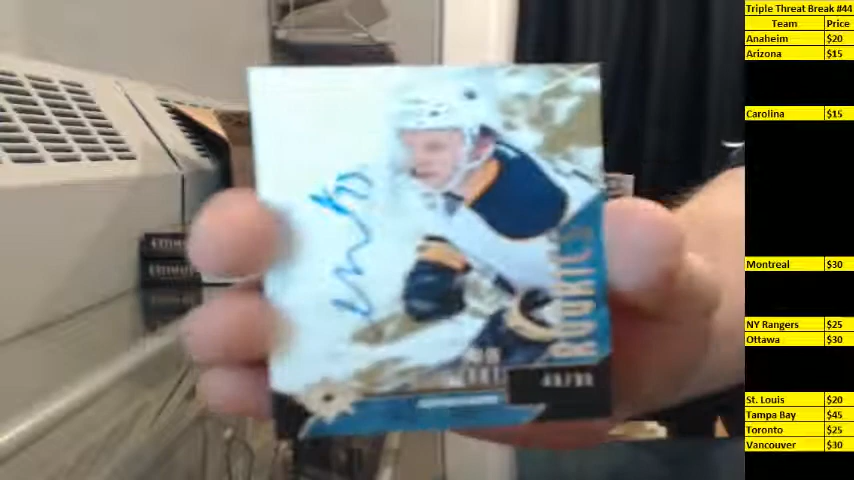 Triple Threat Break #44
Team Price
Anaheim $20
Arizona $15
Carolina $15
Montreal $30
NY Rangers $25
Ottawa $30
St. Louis $20
Tampa Bay $45
Toronto $25
Vancouver $30
ROOKIES